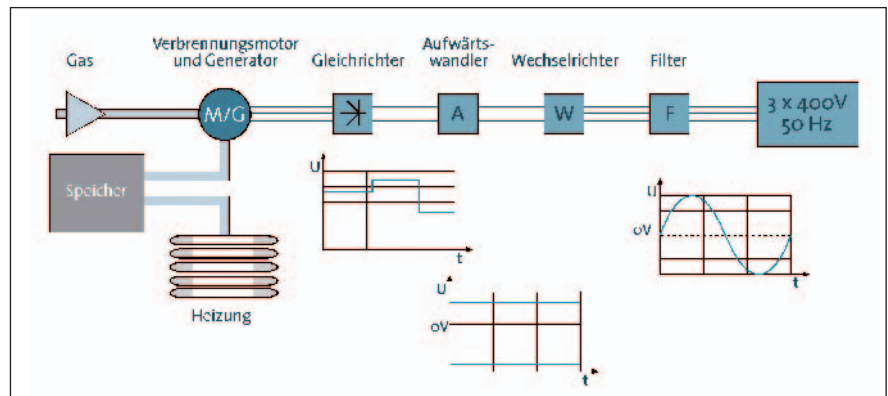 Gas
Verbrennungsmotor
und Generator
Gleichrichter
Aufwärts-
wandler
Wechselrichter
Filter
M/G
A
W
F
3 x 400V
50 Hz
Speicher
Heizung
U
t
U
0V
t
U
0V
t